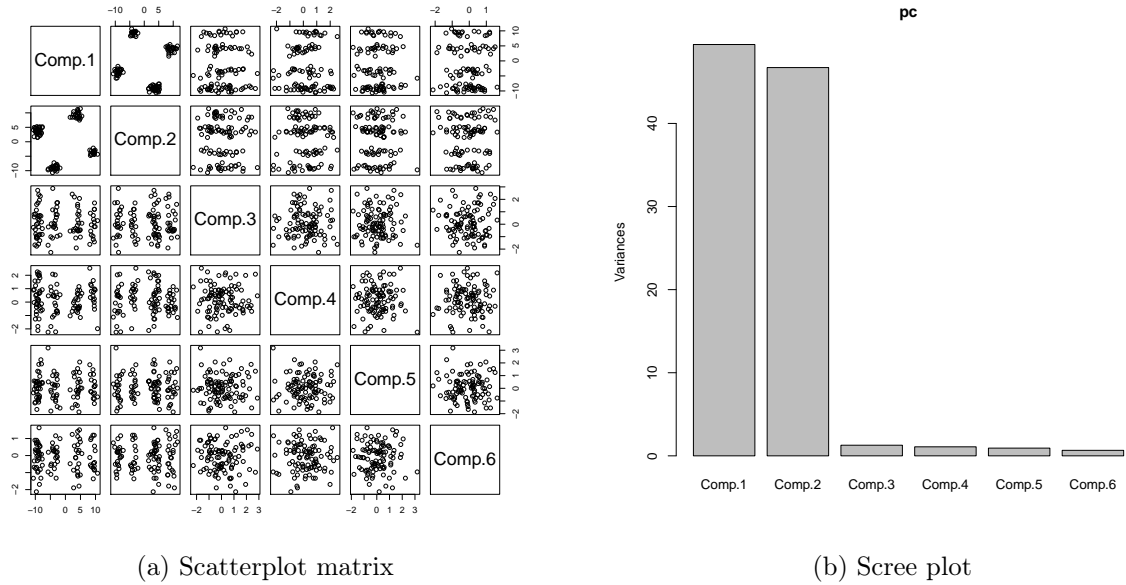 −10 0 5 10
−2 0 2
−2 0 1
Comp.1
−10 0 5 10
−10 0 5
Comp.2
Comp.3
−2 0 2
−2 0 1 2
Comp.4
Comp.5
−2 0 1 2 3
−2 0 1
Comp.6
−10 0 5 10
−2 0 1 2 3
−2 0 1 2 3
pc
Variances
40
30
20
10
0
Comp.1 Comp.2 Comp.3 Comp.4 Comp.5 Comp.6
(a) Scatterplot matrix
(b) Scree plot